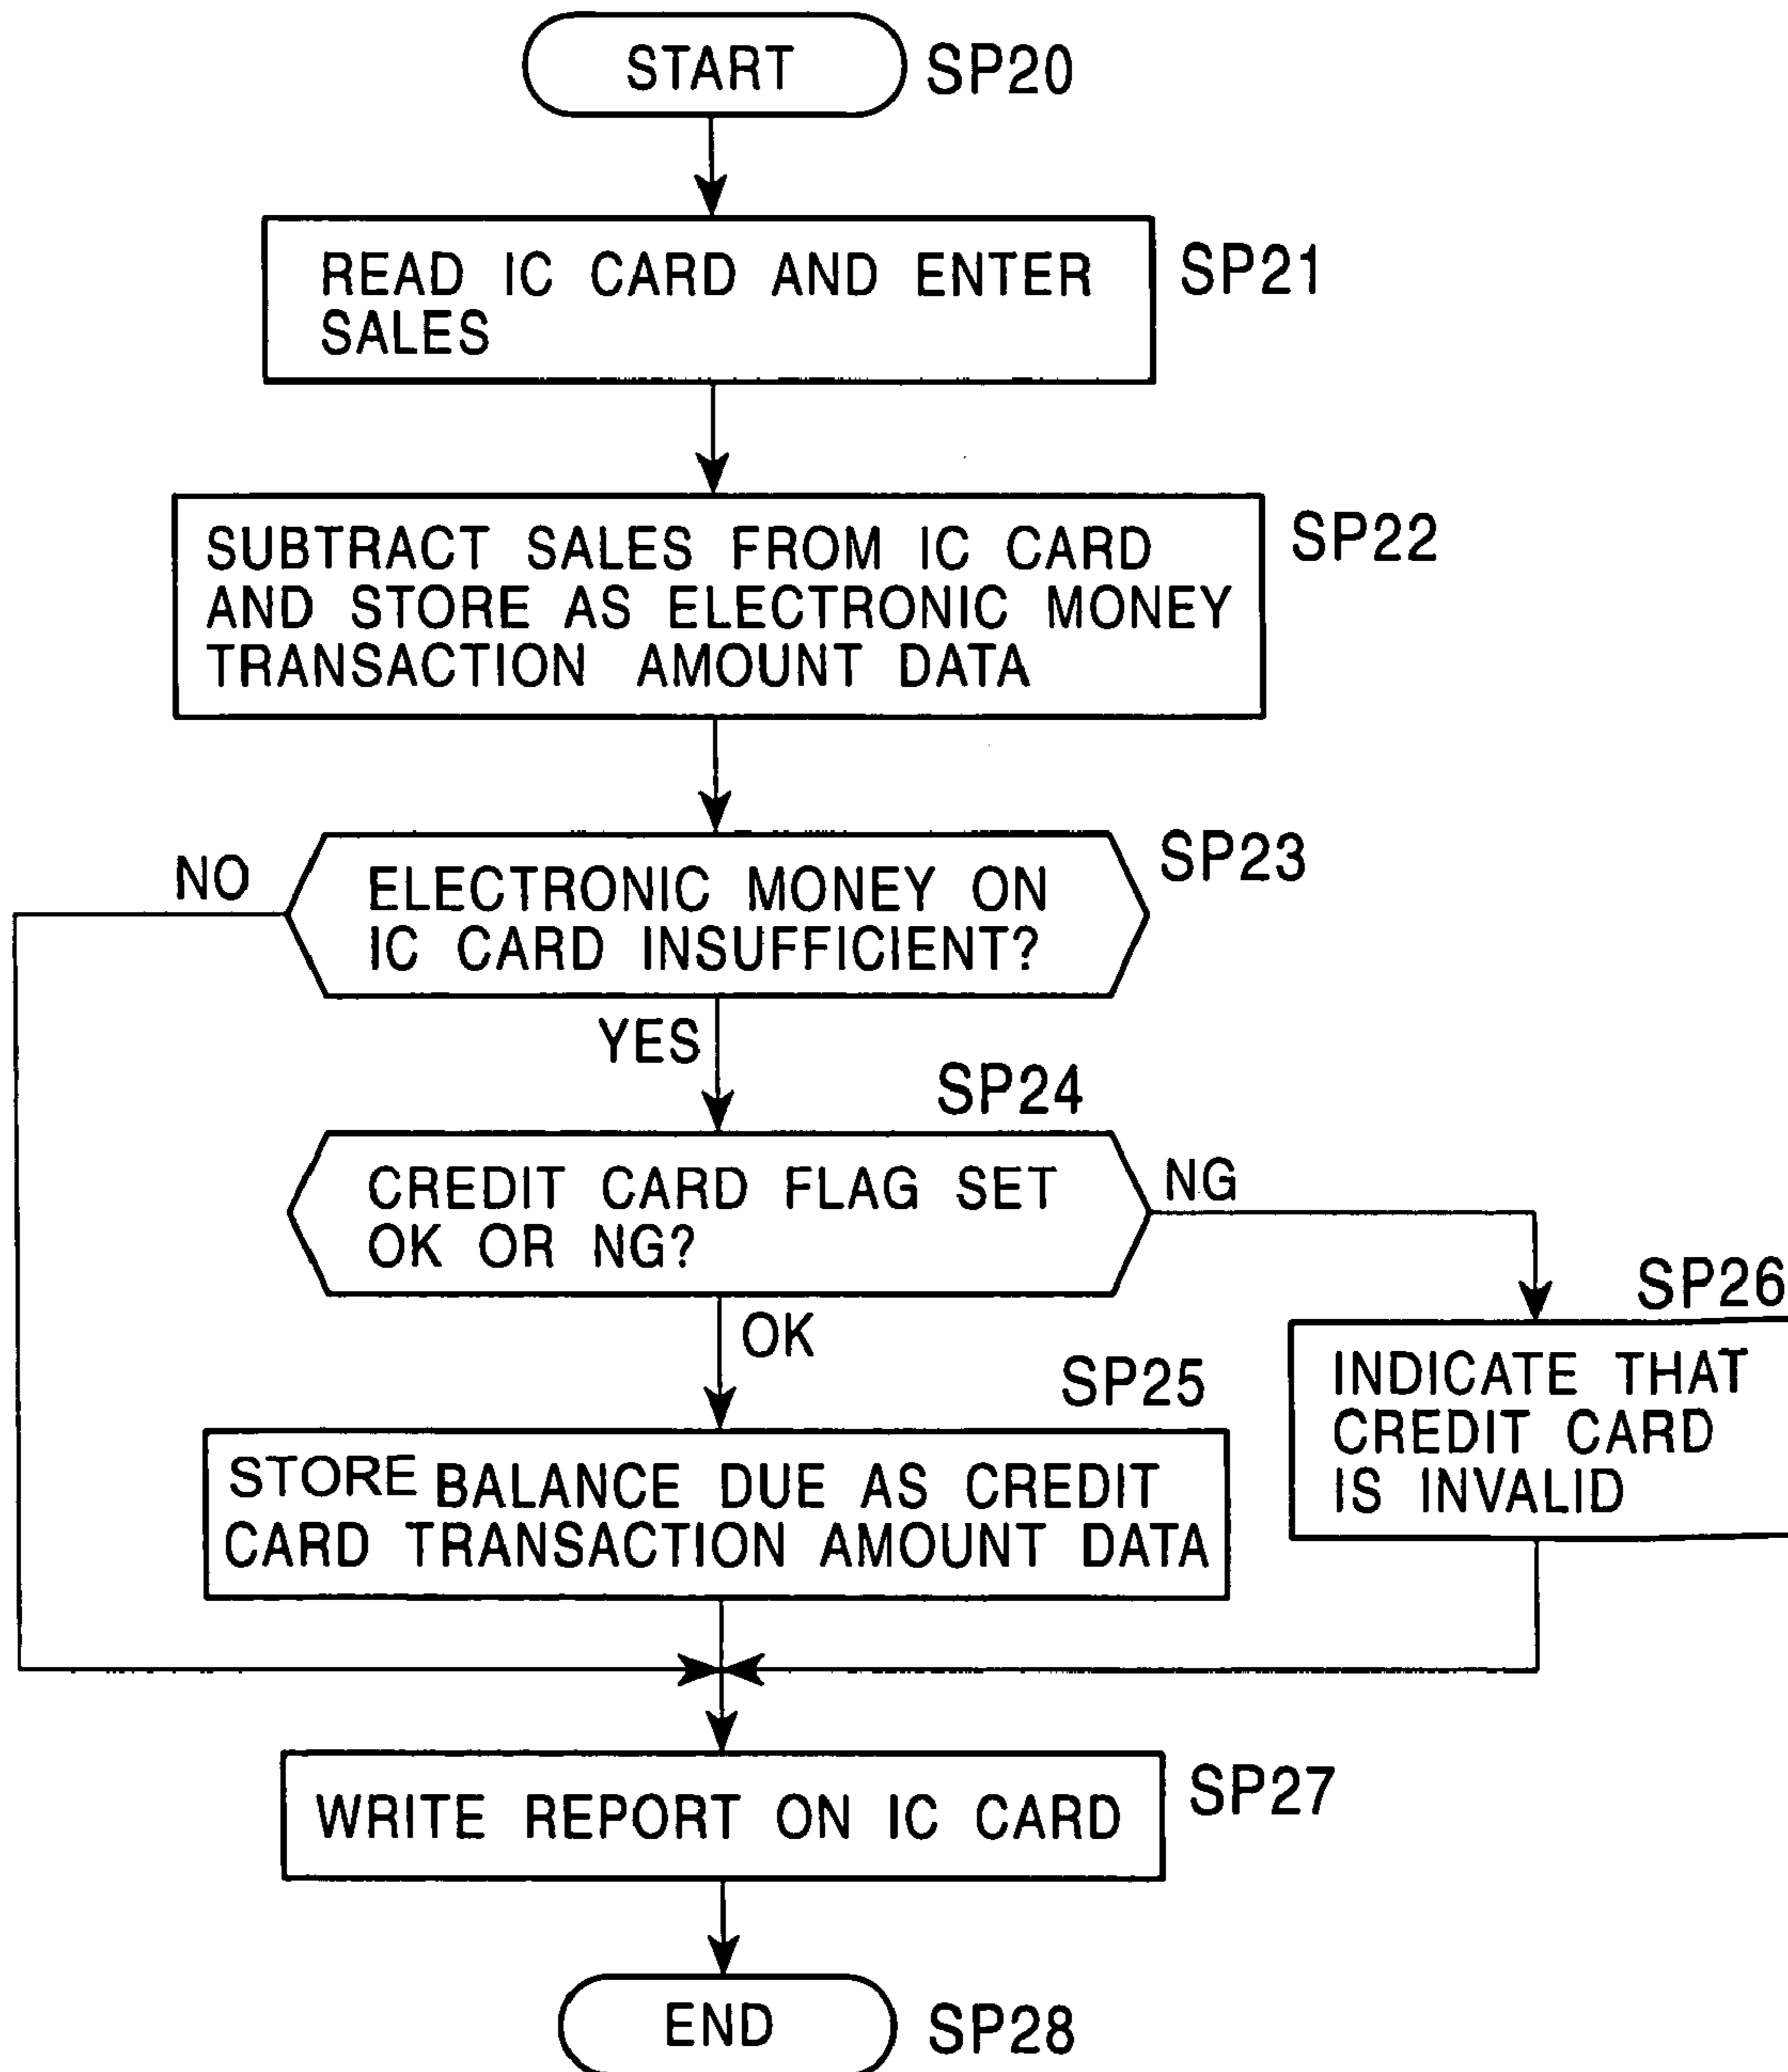 START SP20
READ IC CARD AND ENTER
SALES
SP21
SUBTRACT SALES FROM IC CARD
AND STORE AS ELECTRONIC MONEY
TRANSACTION AMOUNT DATA
SP22
ELECTRONIC MONEY ON
IC CARD INSUFFICIENT?
SP23
NO
YES
SP24
CREDIT CARD FLAG SET
OK OR NG?
NG
OK
SP25
STORE BALANCE DUE AS CREDIT
CARD TRANSACTION AMOUNT DATA
SP26
INDICATE THAT
CREDIT CARD
IS INVALID
WRITE REPORT ON IC CARD
SP27
END SP28